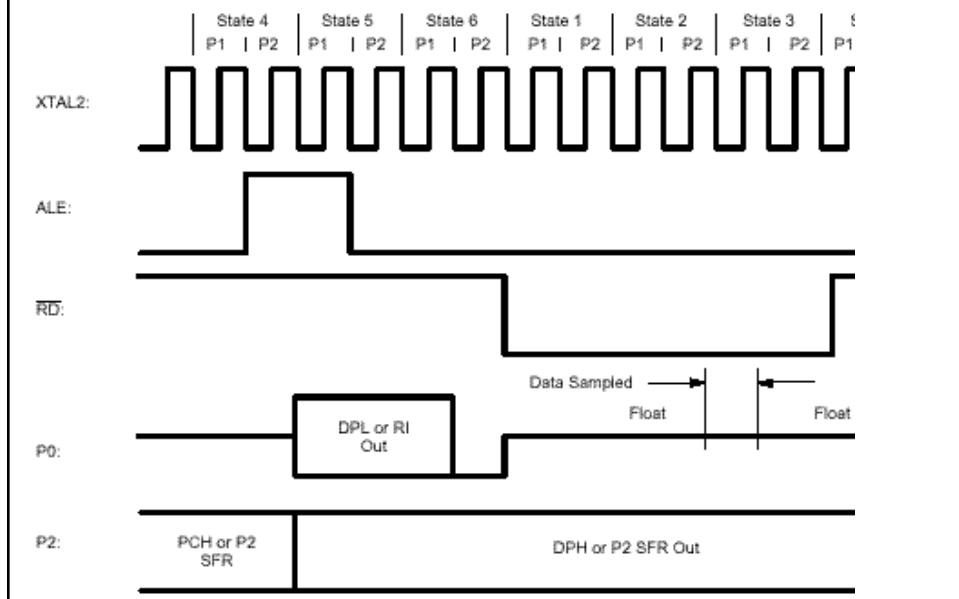 State 4 State 5 State 6 State 1 State 2 State 3 S
P1 P2 P1 P2 P1 P2 P1 P2 P1 P2 P1 P2 P1
XTAL2:
ALE:
RD:
Data Sampled
Float Float
DPL or RI
Out
P0:
P2:
PCH or P2
SFR
DPH or P2 SFR Out